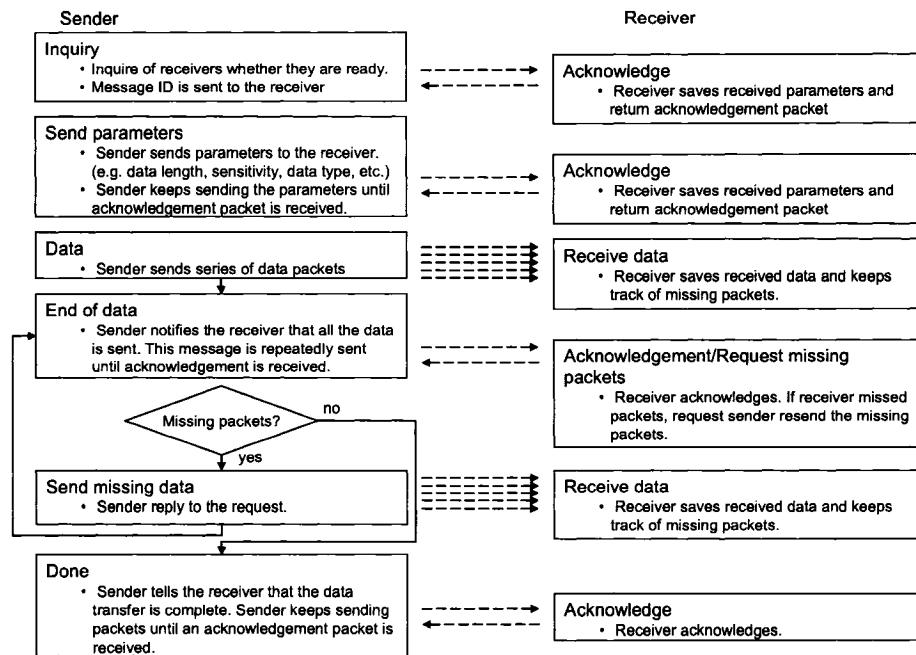 Sender
Receiver
Inquiry
• Inquire of receivers whether they are ready.
• Message ID is sent to the receiver
Acknowledge
• Receiver saves received parameters and
return acknowledgement packet
Send parameters
• Sender sends parameters to the receiver.
(e.g. data length, sensitivity, data type, etc.)
• Sender keeps sending the parameters until
acknowledgement packet is received.
Acknowledge
• Receiver saves received parameters and
return acknowledgement packet
Data
• Sender sends series of data packets
Receive data
• Receiver saves received data and keeps
track of missing packets.
End of data
• Sender notifies the receiver that all the data
is sent. This message is repeatedly sent
until acknowledgement is received.
Acknowledgement/Request missing
packets
• Receiver acknowledges. If receiver missed
packets, request sender resend the missing
packets.
Missing packets?
no
yes
Send missing data
• Sender reply to the request.
Receive data
• Receiver saves received data and keeps
track of missing packets.
Done
• Sender tells the receiver that the data
transfer is complete. Sender keeps sending
packets until an acknowledgement packet is
received.
Acknowledge
• Receiver acknowledges.